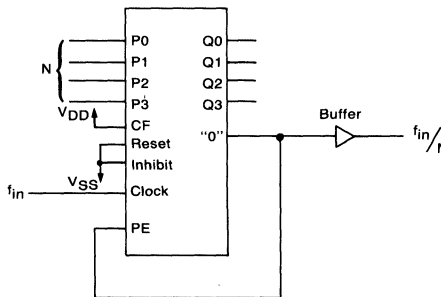 P0 Q0
N P1 Q1
P2 Q2
P3 Q3
VDD
CF
Buffer
Reset "0" fin/
Inhibit
VSS
fin Clock
PE